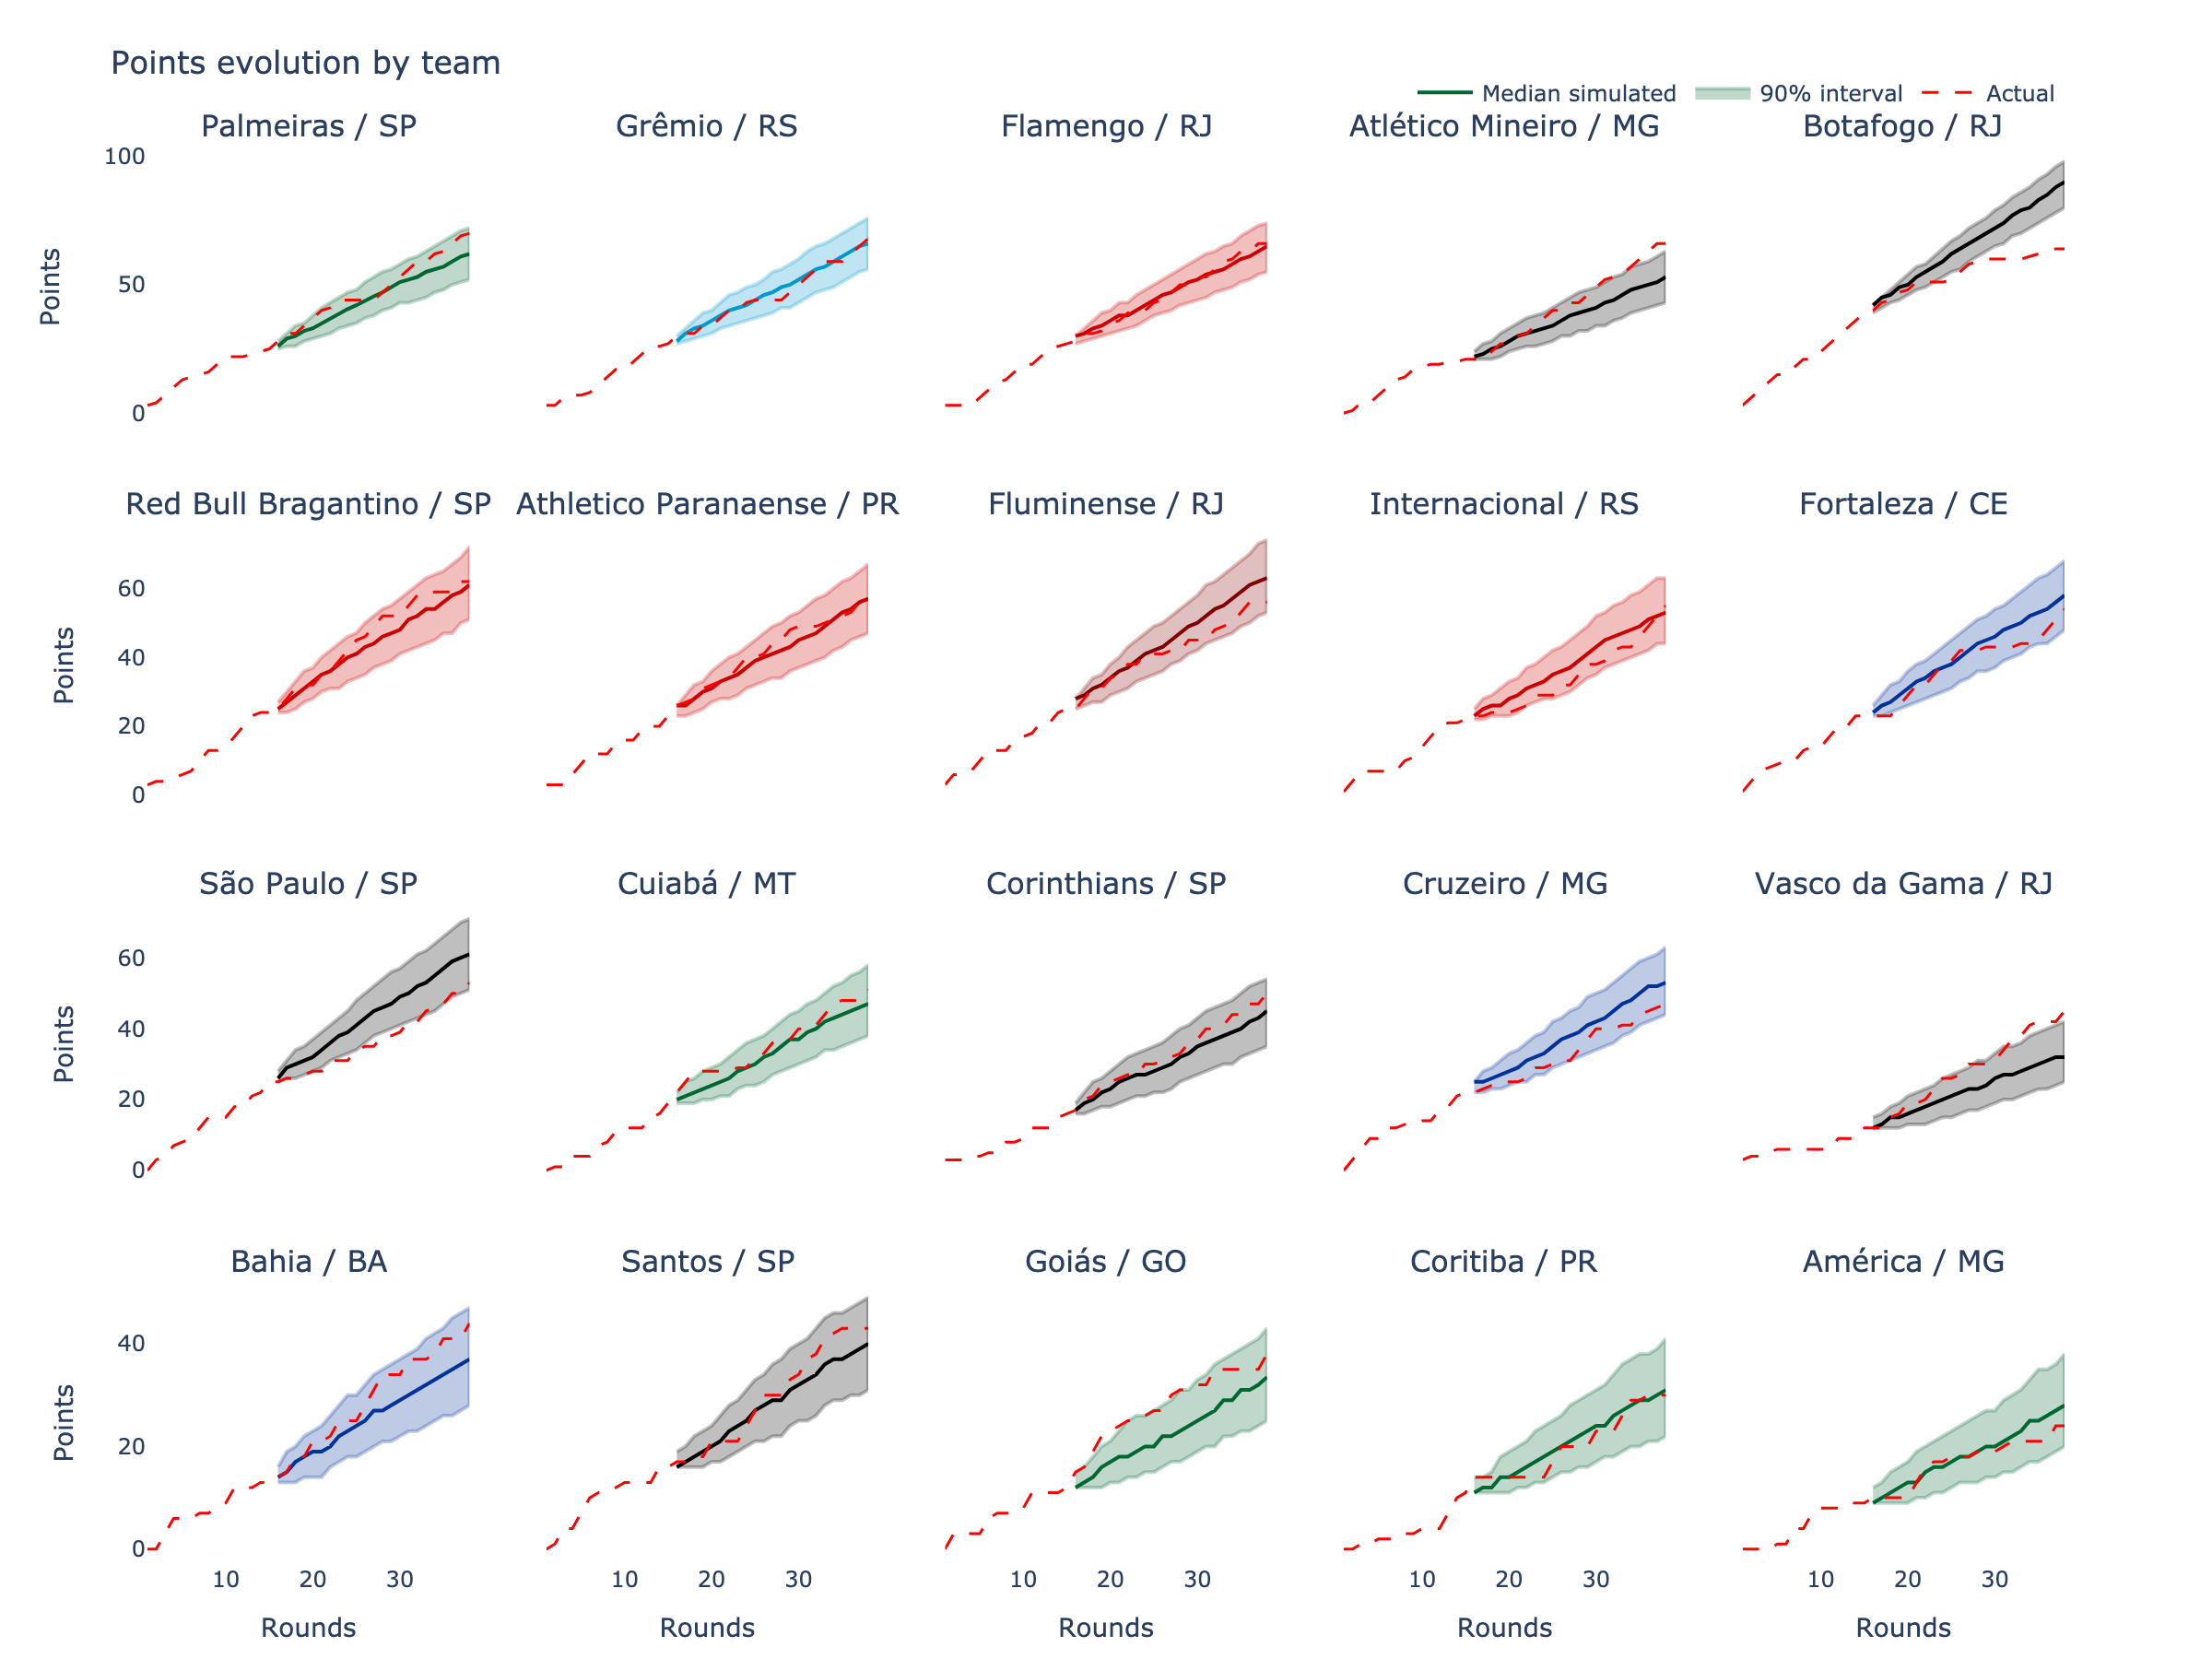 Points evolution by team
Median simulated 90% interval Actual
Palmeiras / SP Grêmio / RS Flamengo / RJ Atlético Mineiro / MG Botafogo / RJ
100
50
0
Points
Red Bull Bragantino / SP Athletico Paranaense / PR Fluminense / RJ Internacional / RS Fortaleza / CE
60
40
20
0
Points
São Paulo / SP Cuiabá / MT Corinthians / SP Cruzeiro / MG Vasco da Gama / RJ
60
40
20
0
Points
Bahia / BA Santos / SP Goiás / GO Coritiba / PR América / MG
40
20
0
Points
10 20 30 10 20 30 10 20 30 10 20 30 10 20 30
Rounds Rounds Rounds Rounds Rounds